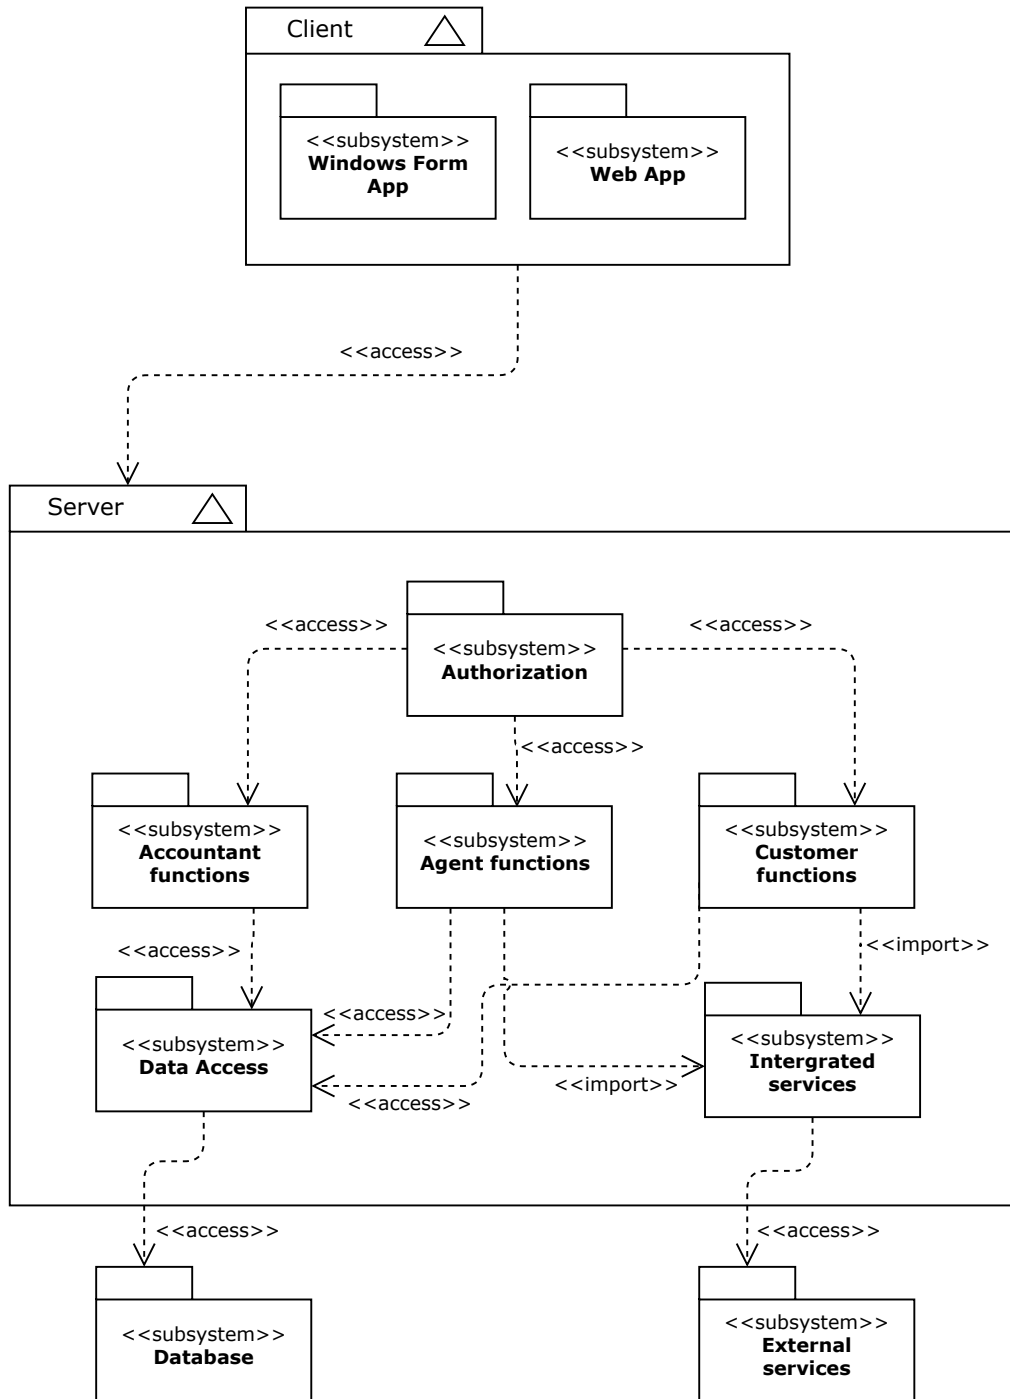 Client
<<subsystem>>
Windows Form
App
<<subsystem>>
Web App
<<access>>
Server
<<access>>
<<subsystem>>
Authorization
<<access>>
<<access>>
<<subsystem>>
Accountant
functions
<<subsystem>>
Agent functions
<<subsystem>>
Customer
functions
<<access>>
<<import>>
<<subsystem>>
Data Access
<<access>>
<<access>>
<<import>>
<<subsystem>>
Intergrated
services
<<access>>
<<access>>
<<subsystem>>
Database
<<subsystem>>
External
services